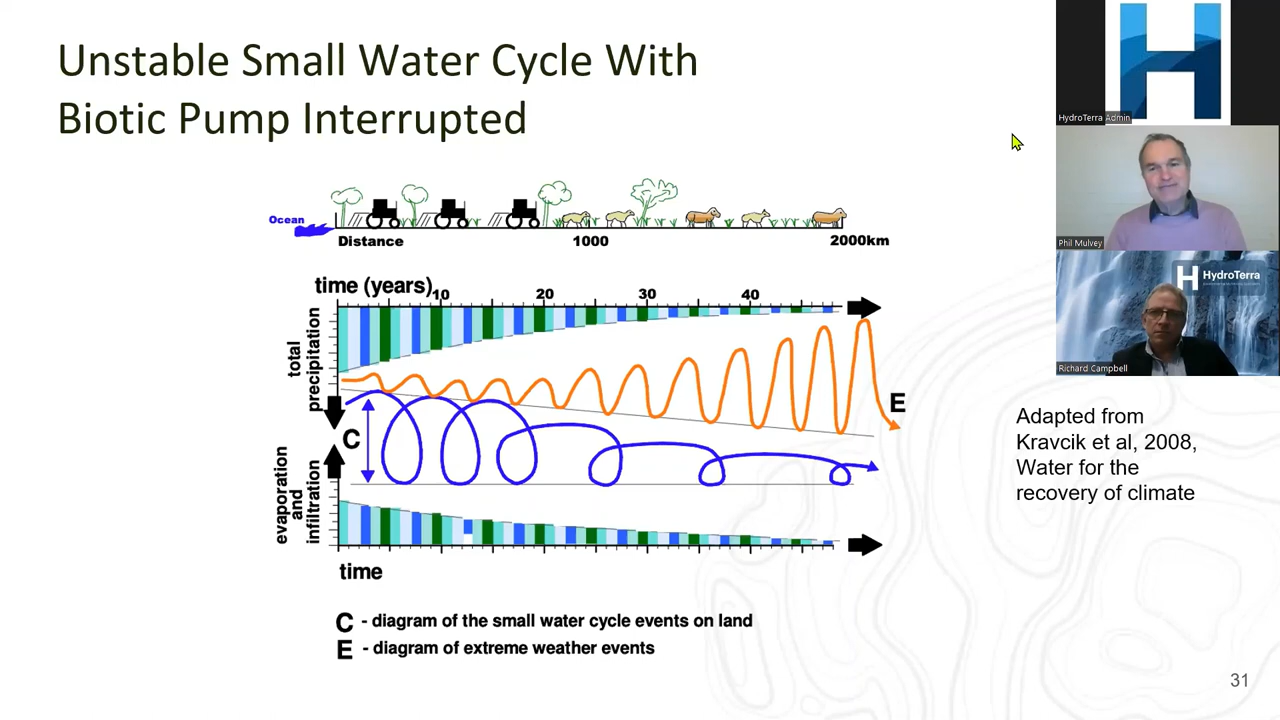 Unstable Small Water Cycle With
Biotic Pump Interrupted
HydroTerra Admin
Phil Mulvey
HydroTerra
Richard Campbell
Ocean
Distance
1000
2000km
time (years)
10
20
30
40
total
precipitation
C
E
evaporation
and
infiltration
time
C - diagram of the small water cycle events on land
E - diagram of extreme weather events
Adapted from
Kravcik et al, 2008,
Water for the
recovery of climate
31